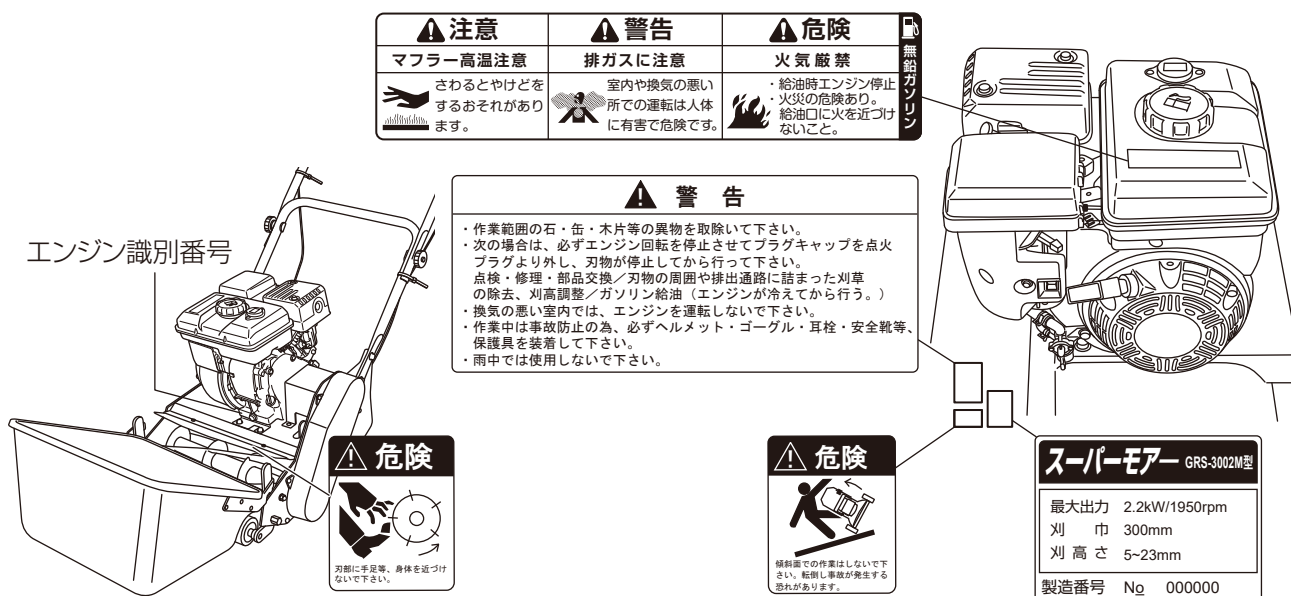 注意
マフラー高温注意
さわるとやけどを
するおそれがあり
ます。
警告
排ガスに注意
室内や換気の悪い
所での運転は人体
に有害で危険です。
危険
火気厳禁
・給油時エンジン停止
・火災の危険あり。
給油口に火を近づけ
ないこと。
無鉛ガソリン
エンジン識別番号
警告
・作業範囲の石・缶・木片等の異物を取除いて下さい。
・次の場合は、必ずエンジン回転を停止させてプラグキャップを点火
プラグより外し、刃物が停止してから行って下さい。
点検・修理・部品交換／刃物の周囲や排出通路に詰まった刈草
の除去、刈高調整／ガソリン給油（エンジンが冷えてから行う。）
・換気の悪い室内では、エンジンを運転しないで下さい。
・作業中は事故防止の為、必ずヘルメット・ゴーグル・耳栓・安全靴等、
保護具を装着して下さい。
・雨中では使用しないで下さい。
危険
刃部に手足等、身体を近づけ
ないで下さい。
危険
傾斜面での作業はしないで下
さい。転倒し事故が発生する
恐れがあります。
スーパーモアー GRS-3002M型
最大出力 2.2kW/1950rpm
刈巾 300mm
刈高さ 5~23mm
製造番号 No 000000